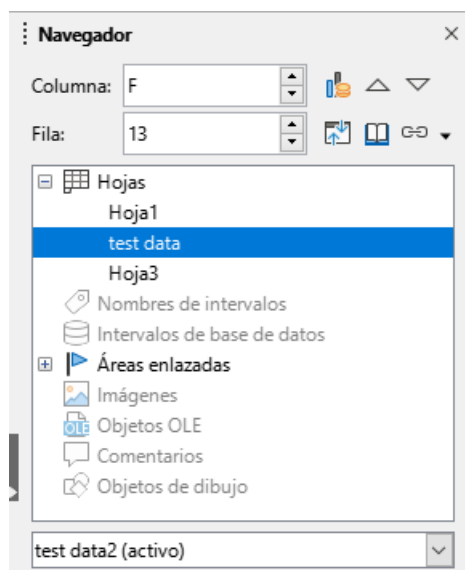 Navegador
Columna: F
Fila: 13
Hojas
Hoja1
test data
Hoja3
Nombres de intervalos
Intervalos de base de datos
Áreas enlazadas
Imágenes
OLE Objetos OLE
Comentarios
Objetos de dibujo
test data2 (activo)